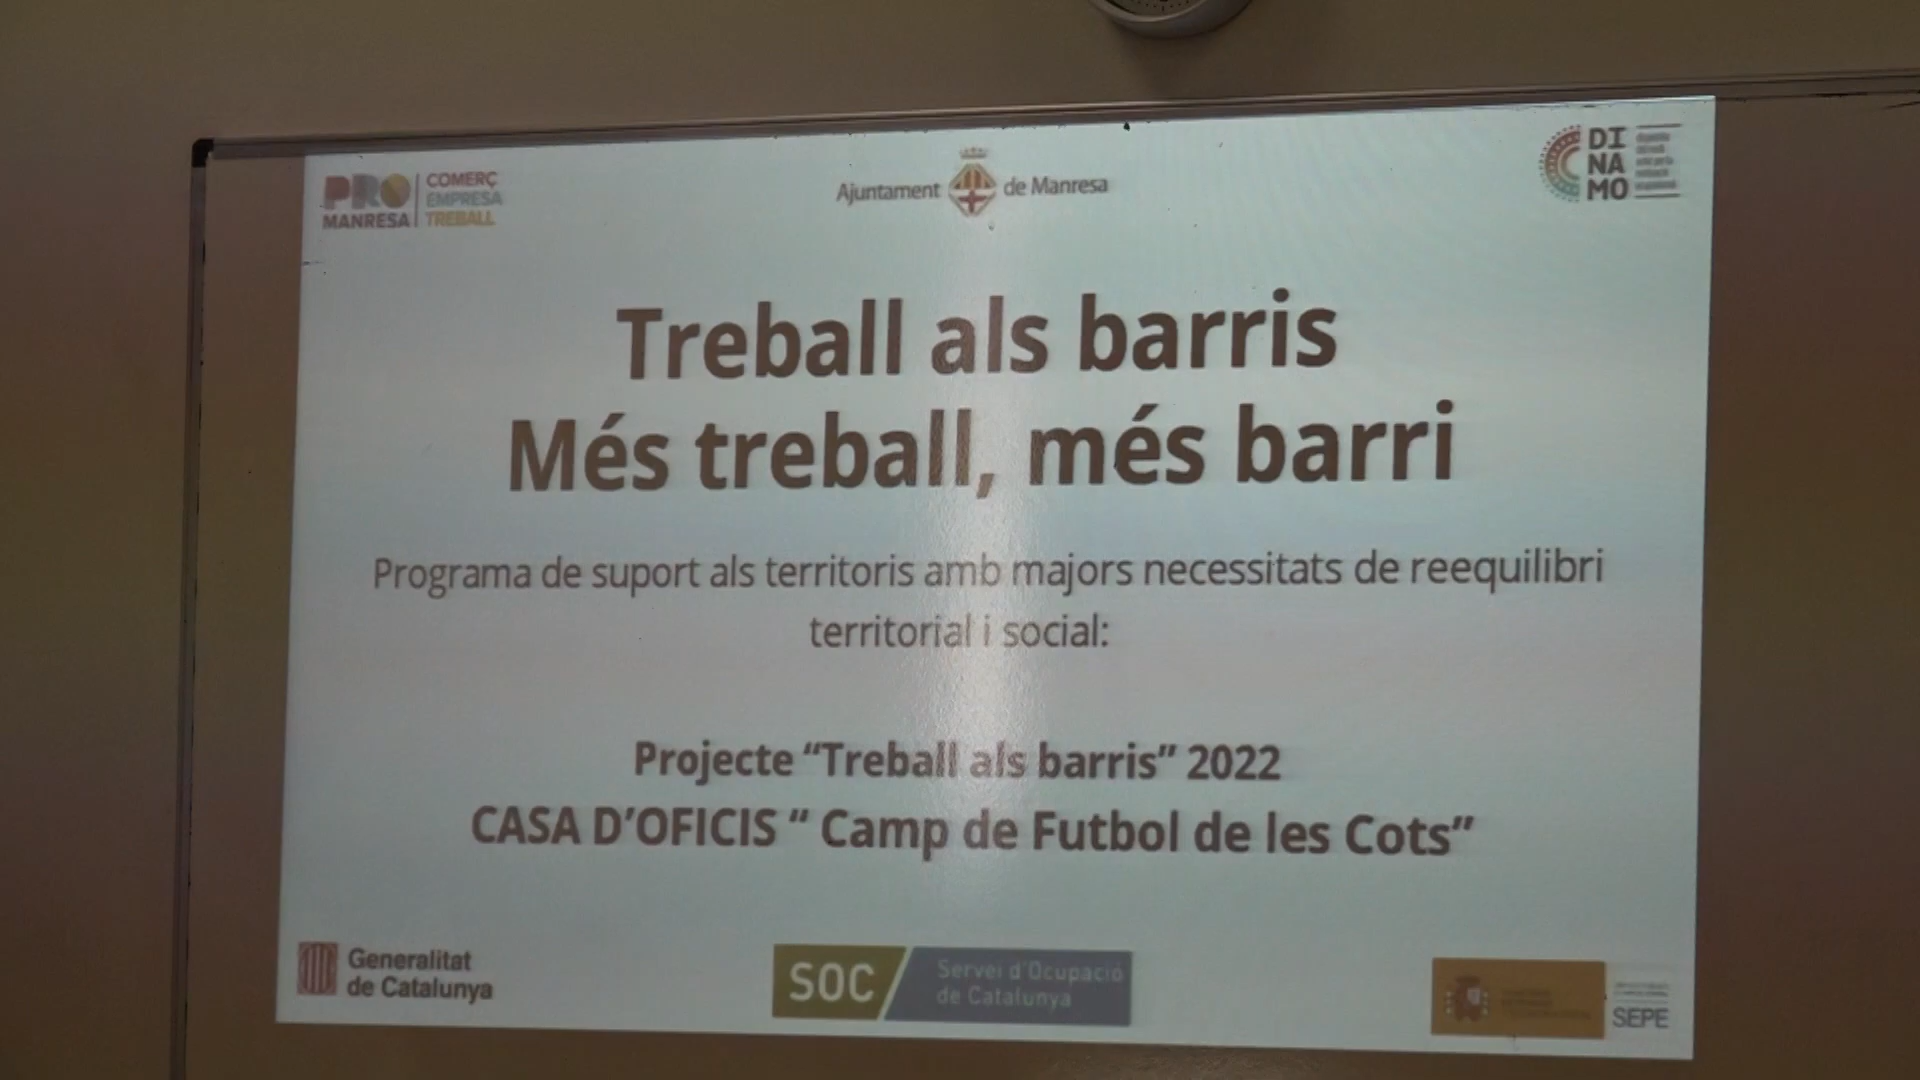 PRO
MANRESA
COMERÇ
EMPRESA
TREBALL
Ajuntament de Manresa
DI
NA
MO
Treball als barris
Més treball, més barri
Programa de suport als territoris amb majors necessitats de reequilibri
territorial i social:
Projecte “Treball als barris” 2022
CASA D’OFICIS “ Camp de Futbol de les Cots”
Generalitat
de Catalunya
SOC
Servei d'Ocupació
de Catalunya
SEPE